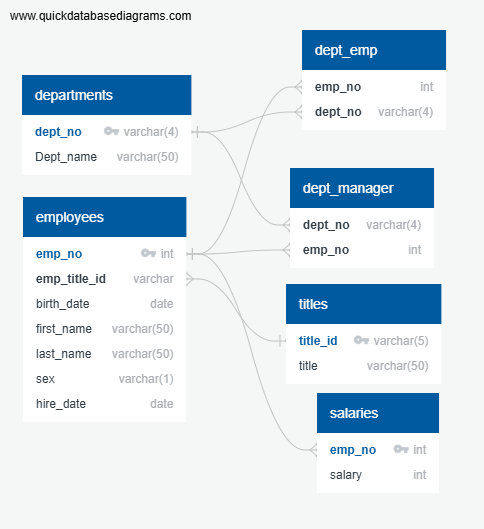 www.quickdatabasediagrams.com
departments
dept_no varchar(4)
Dept_name varchar(50)
employees
emp_no int
emp_title_id varchar
birth_date date
first_name varchar(50)
last_name varchar(50)
sex varchar(1)
hire_date date
dept_emp
emp_no int
dept_no varchar(4)
dept_manager
dept_no varchar(4)
emp_no int
titles
title_id varchar(5)
title varchar(50)
salaries
emp_no int
salary int